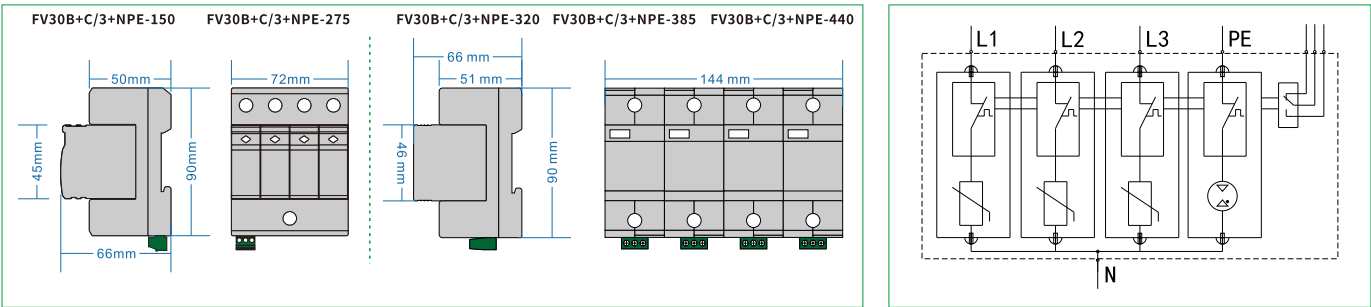 FV30B+C/3+NPE-150 FV30B+C/3+NPE-275 FV30B+C/3+NPE-320 FV30B+C/3+NPE-385 FV30B+C/3+NPE-440
50mm
45mm
90mm
66mm
72mm
66 mm
51 mm
46 mm
90 mm
144 mm
L1 L2 L3 PE
N